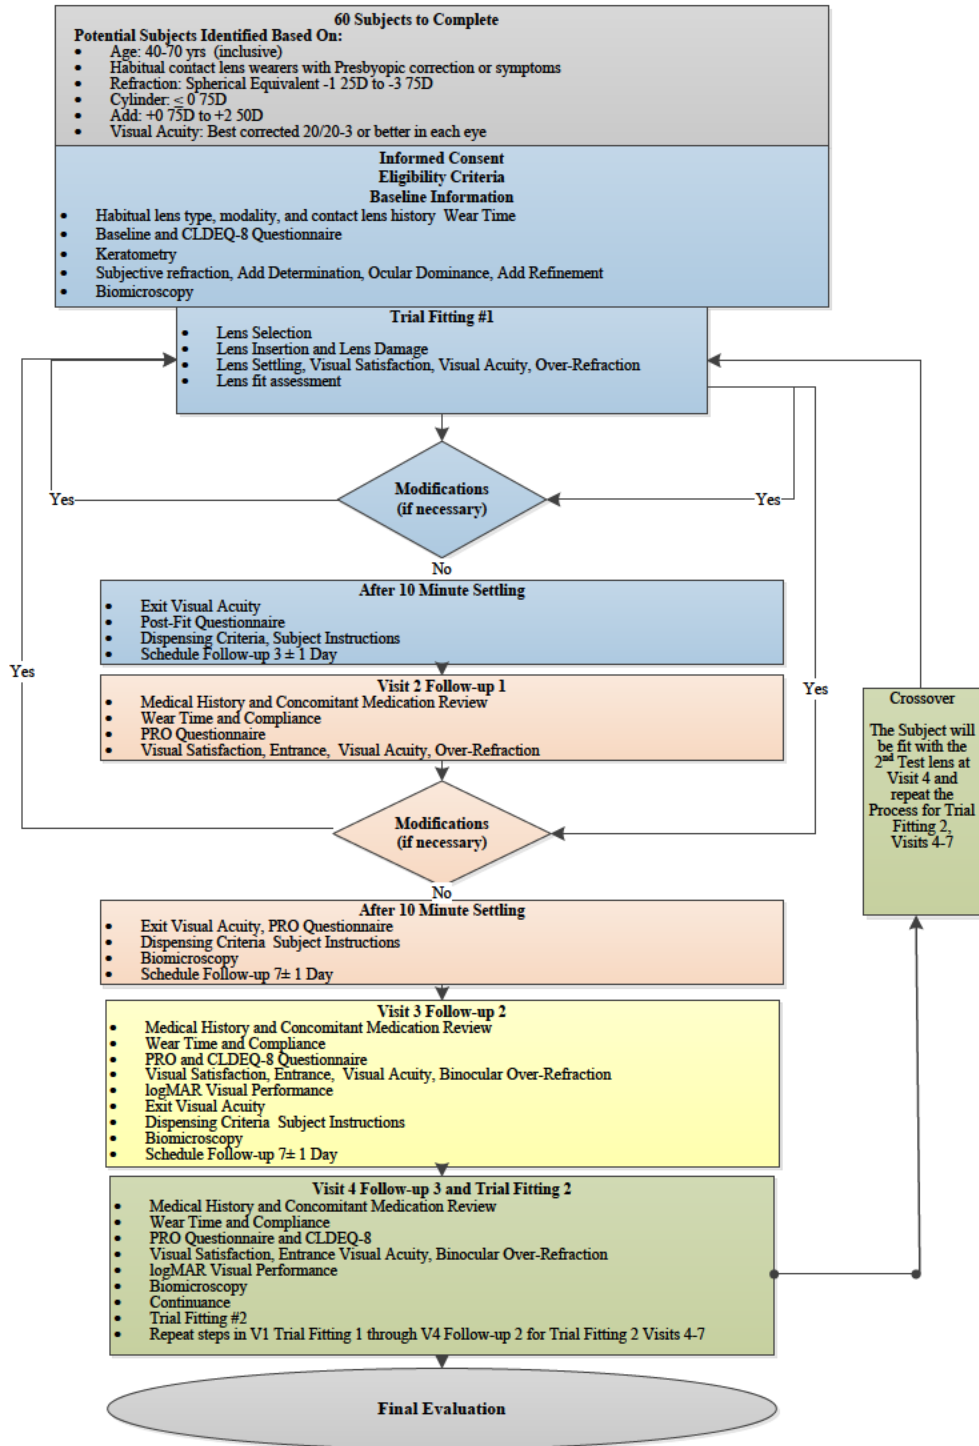 60 Subjects to Complete
Potential Subjects Identified Based On:
• Age: 40-70 yrs (inclusive)
• Habitual contact lens wearers with Presbyopic correction or symptoms
• Refraction: Spherical Equivalent -1 25D to -3 75D
• Cylinder: ≤ 0 75D
• Add: +0 75D to +2 50D
• Visual Acuity: Best corrected 20/20-3 or better in each eye
Informed Consent
Eligibility Criteria
Baseline Information
• Habitual lens type, modality, and contact lens history Wear Time
• Baseline and CLDEQ-8 Questionnaire
• Keratometry
• Subjective refraction, Add Determination, Ocular Dominance, Add Refinement
• Biomicroscopy
Trial Fitting #1
• Lens Selection
• Lens Insertion and Lens Damage
• Lens Settling, Visual Satisfaction, Visual Acuity, Over-Refraction
• Lens fit assessment
Modifications
(if necessary)
Yes
Yes
No
After 10 Minute Settling
• Exit Visual Acuity
• Post-Fit Questionnaire
• Dispensing Criteria, Subject Instructions
• Schedule Follow-up 3 ± 1 Day
Yes
Yes
Visit 2 Follow-up 1
• Medical History and Concomitant Medication Review
• Wear Time and Compliance
• PRO Questionnaire
• Visual Satisfaction, Entrance, Visual Acuity, Over-Refraction
Modifications
(if necessary)
No
Crossover
The Subject will
be fit with the
2nd Test lens at
Visit 4 and
repeat the
Process for Trial
Fitting 2,
Visits 4-7
After 10 Minute Settling
• Exit Visual Acuity, PRO Questionnaire
• Dispensing Criteria Subject Instructions
• Biomicroscopy
• Schedule Follow-up 7± 1 Day
Visit 3 Follow-up 2
• Medical History and Concomitant Medication Review
• Wear Time and Compliance
• PRO and CLDEQ-8 Questionnaire
• Visual Satisfaction, Entrance, Visual Acuity, Binocular Over-Refraction
• logMAR Visual Performance
• Exit Visual Acuity
• Dispensing Criteria Subject Instructions
• Biomicroscopy
• Schedule Follow-up 7± 1 Day
Visit 4 Follow-up 3 and Trial Fitting 2
• Medical History and Concomitant Medication Review
• Wear Time and Compliance
• PRO Questionnaire and CLDEQ-8
• Visual Satisfaction, Entrance Visual Acuity, Binocular Over-Refraction
• logMAR Visual Performance
• Biomicroscopy
• Continuance
• Trial Fitting #2
• Repeat steps in V1 Trial Fitting 1 through V4 Follow-up 2 for Trial Fitting 2 Visits 4-7
Final Evaluation